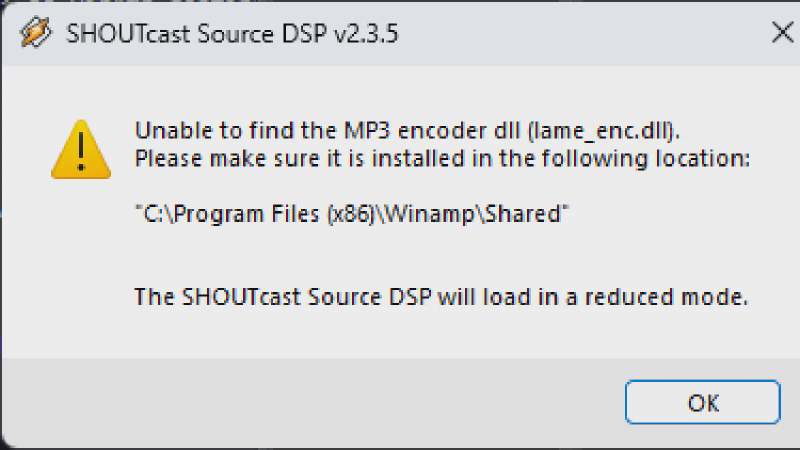 SHOUTcast Source DSP v2.3.5
Unable to find the MP3 encoder dll (lame_enc.dll).
Please make sure it is installed in the following location:
"C:\Program Files (x86)\Winamp\Shared"
The SHOUTcast Source DSP will load in a reduced mode.
OK